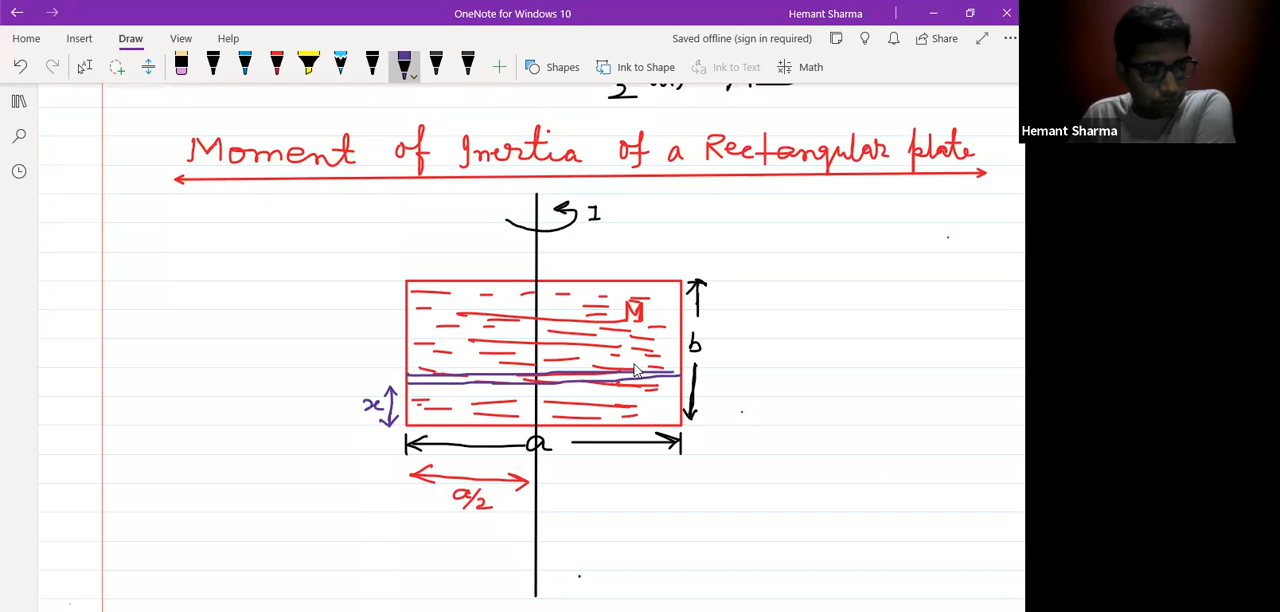 OneNote for Windows 10
Hemant Sharma
Home Insert Draw View Help
Saved offline (sign in required)
Share
Shapes
Ink to Shape
Ink to Text
Math
Hemant Sharma
2
Moment of Inertia of a Rectangular plate
I
M
b
x
a
a/2